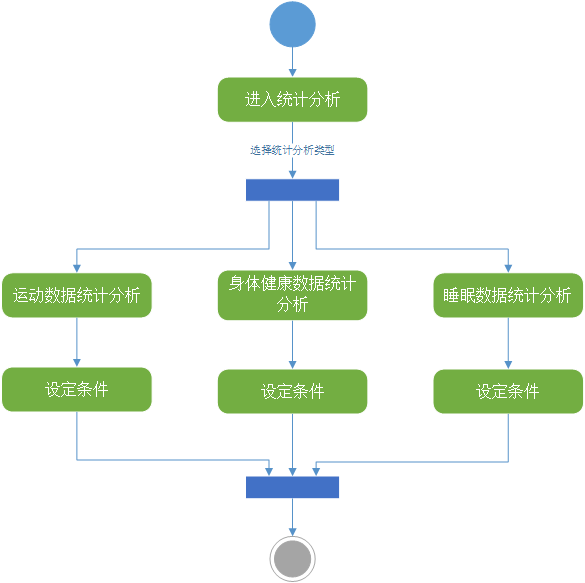 进入统计分析
选择统计分析类型
运动数据统计分析
身体健康数据统计
分析
睡眠数据统计分析
设定条件
设定条件
设定条件